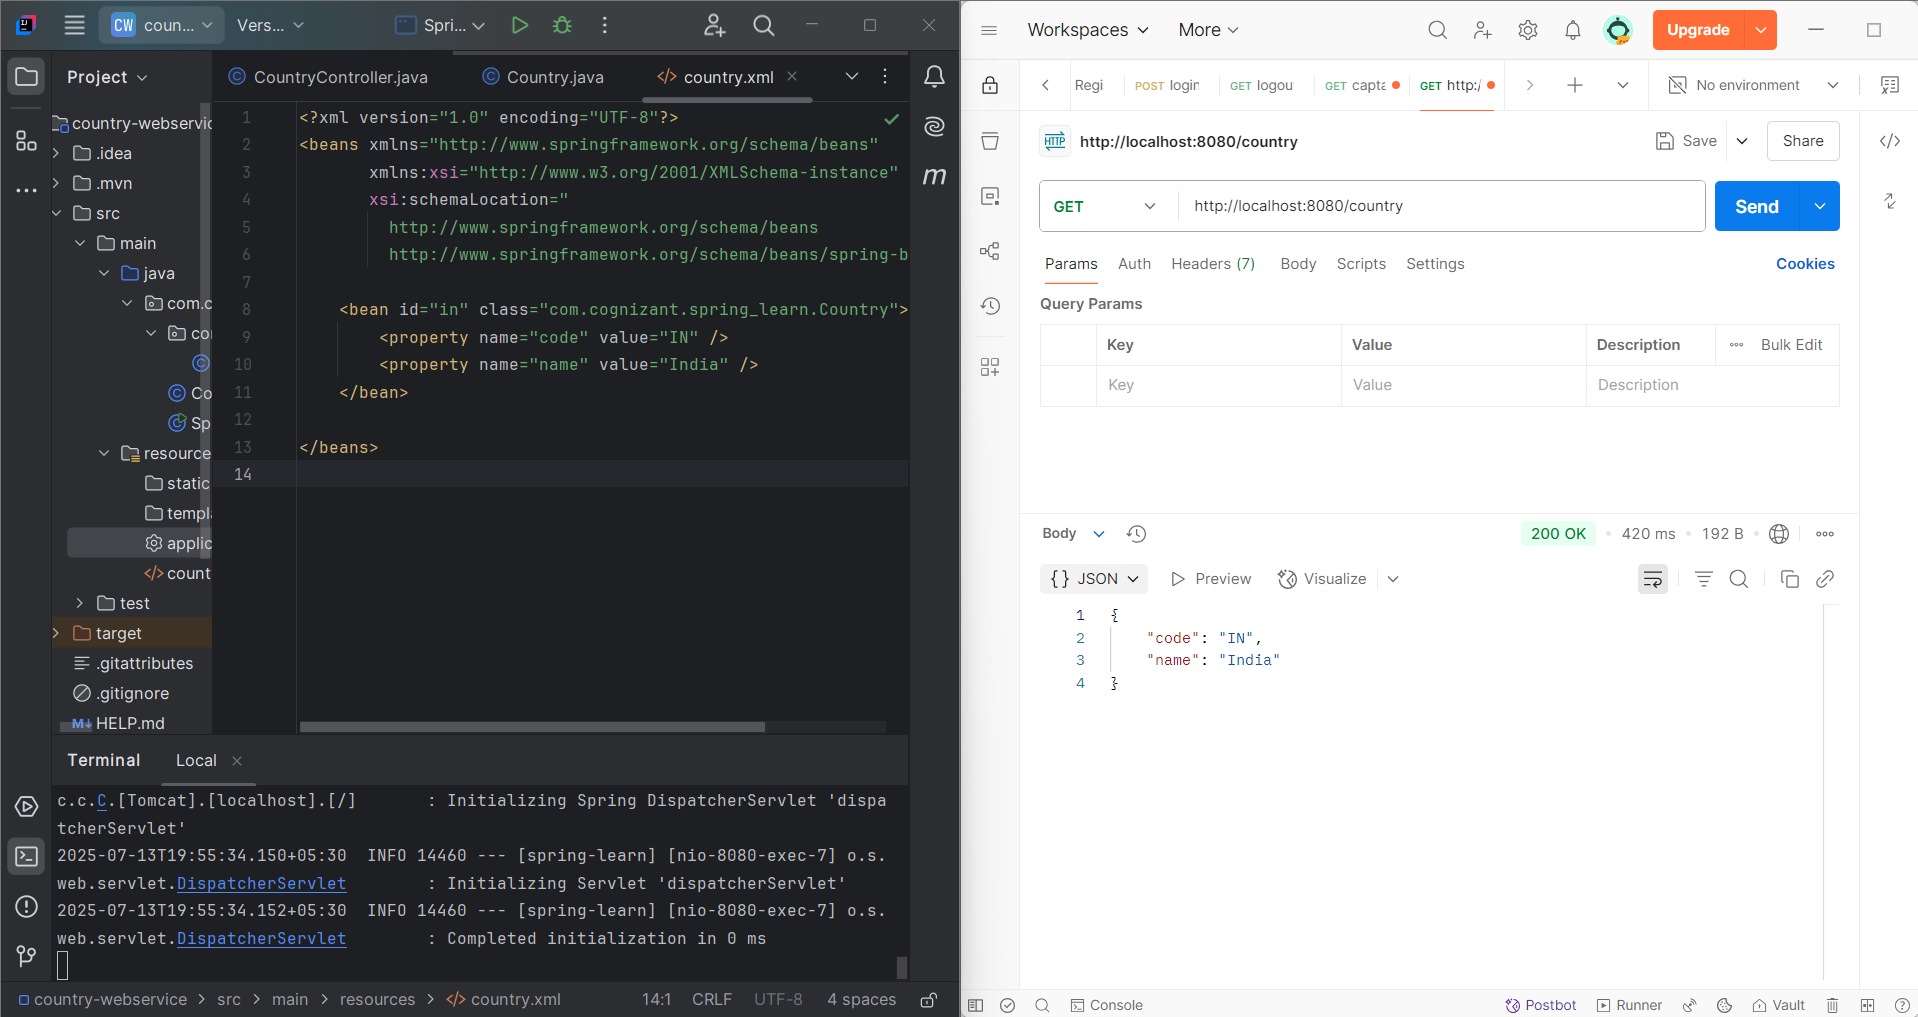 CW coun... Vers... Spri...
Project
CountryController.java Country.java </> country.xml
country-webservic
.idea
.mvn
src
main
java
com.c
cor
Co
Sp
resource
static
templ
applic
</> count
test
target
.gitattributes
.gitignore
M↓ HELP.md
1 <?xml version="1.0" encoding="UTF-8"?>
2 <beans xmlns="http://www.springframework.org/schema/beans"
3 xmlns:xsi="http://www.w3.org/2001/XMLSchema-instance"
4 xsi:schemaLocation="
5 http://www.springframework.org/schema/beans
6 http://www.springframework.org/schema/beans/spring-b
7
8 <bean id="in" class="com.cognizant.spring_learn.Country">
9 <property name="code" value="IN" />
10 <property name="name" value="India" />
11 </bean>
12
13 </beans>
14
Terminal Local
c.c.C.[Tomcat].[localhost].[/] : Initializing Spring DispatcherServlet 'dispa
tcherServlet'
2025-07-13T19:55:34.150+05:30 INFO 14460 --- [spring-learn] [nio-8080-exec-7] o.s.
web.servlet.DispatcherServlet : Initializing Servlet 'dispatcherServlet'
2025-07-13T19:55:34.152+05:30 INFO 14460 --- [spring-learn] [nio-8080-exec-7] o.s.
web.servlet.DispatcherServlet : Completed initialization in 0 ms
country-webservice > src > main > resources > </> country.xml 14:1 CRLF UTF-8 4 spaces
Workspaces More Upgrade
Regi POST login GET logou GET capta GET http:/ No environment
HTTP http://localhost:8080/country Save Share
GET http://localhost:8080/country Send
Params Auth Headers (7) Body Scripts Settings Cookies
Query Params
Key Value Description Bulk Edit
Key Value Description
Body 200 OK 420 ms 192 B
{} JSON Preview Visualize
1 {
2 "code": "IN",
3 "name": "India"
4 }
Console Postbot Runner Vault